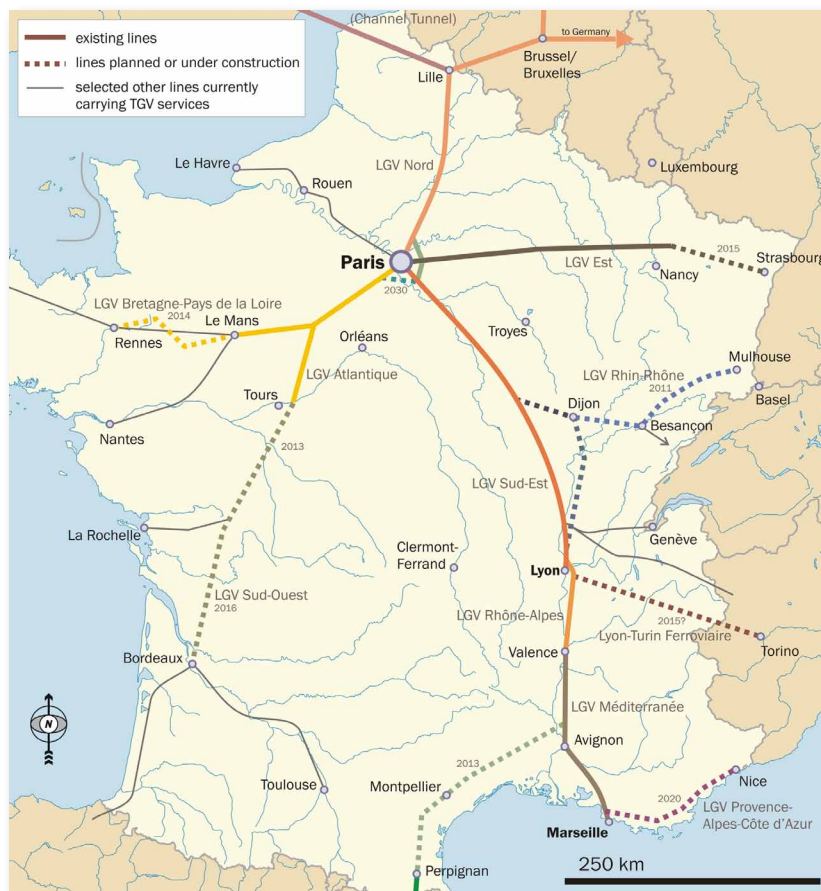 existing lines
lines planned or under construction
selected other lines currently
carrying TGV services
(Channel Tunnel)
to Germany
Brussel/
Bruxelles
Lille
Le Havre
Rouen
LGV Nord
Luxembourg
Paris
2030
LGV Est
2015
Strasbourg
Nancy
LGV Bretagne-Pays de la Loire
2014
Le Mans
Rennes
Orléans
Troyes
LGV Atlantique
Tours
Nantes
LGV Rhin-Rhône
2011
Mulhouse
Basel
Dijon
Besançon
2013
LGV Sud-Est
La Rochelle
Genève
Clermont-
Ferrand
Lyon
LGV Sud-Ouest
2016
LGV Rhône-Alpes
2015?
Lyon-Turin Ferroviaire
Torino
Valence
Bordeaux
LGV Méditerranée
N
Avignon
2013
Toulouse
Montpellier
Nice
2020
LGV Provence-
Alpes-Côte d'Azur
Marseille
Perpignan
250 km